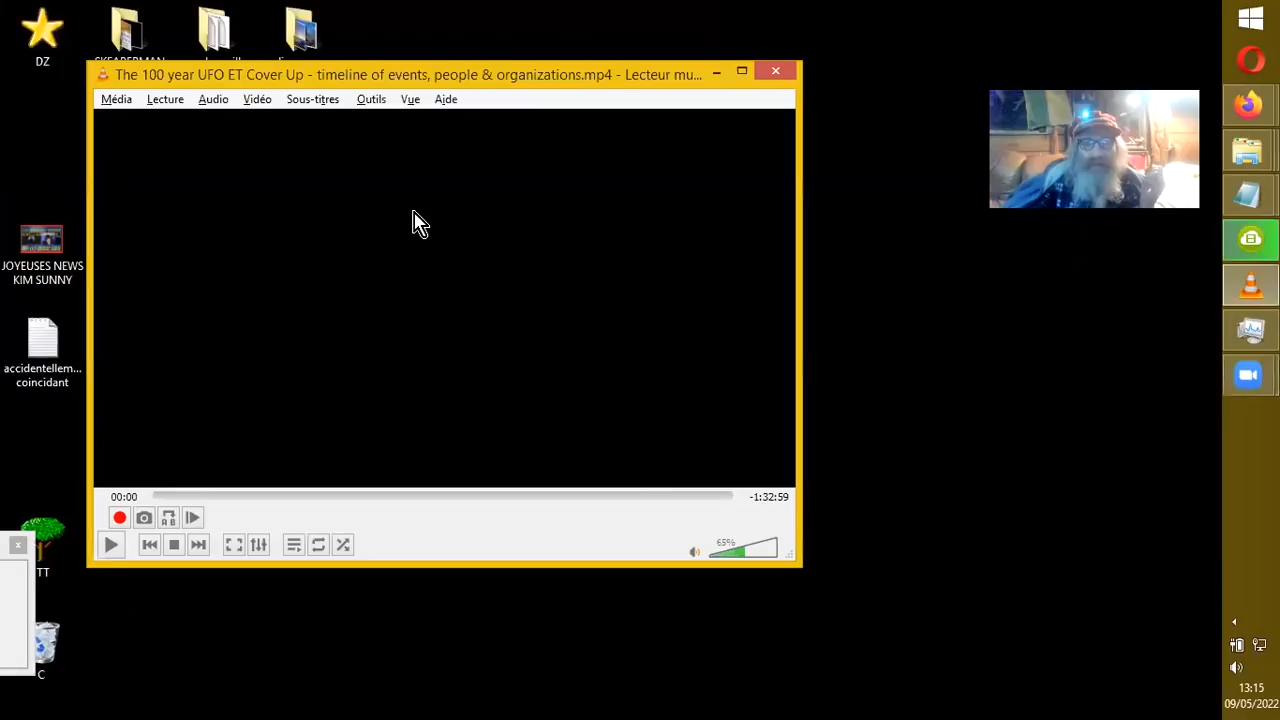 DZ
The 100 year UFO ET Cover Up - timeline of events, people & organizations.mp4 - Lecteur mu...
Média Lecture Audio Vidéo Sous-titres Outils Vue Aide
JOYEUSES NEWS
KIM SUNNY
accidentellem...
coincidant
00:00
-1:32:59
65%
TT
C
13:15
09/05/2022